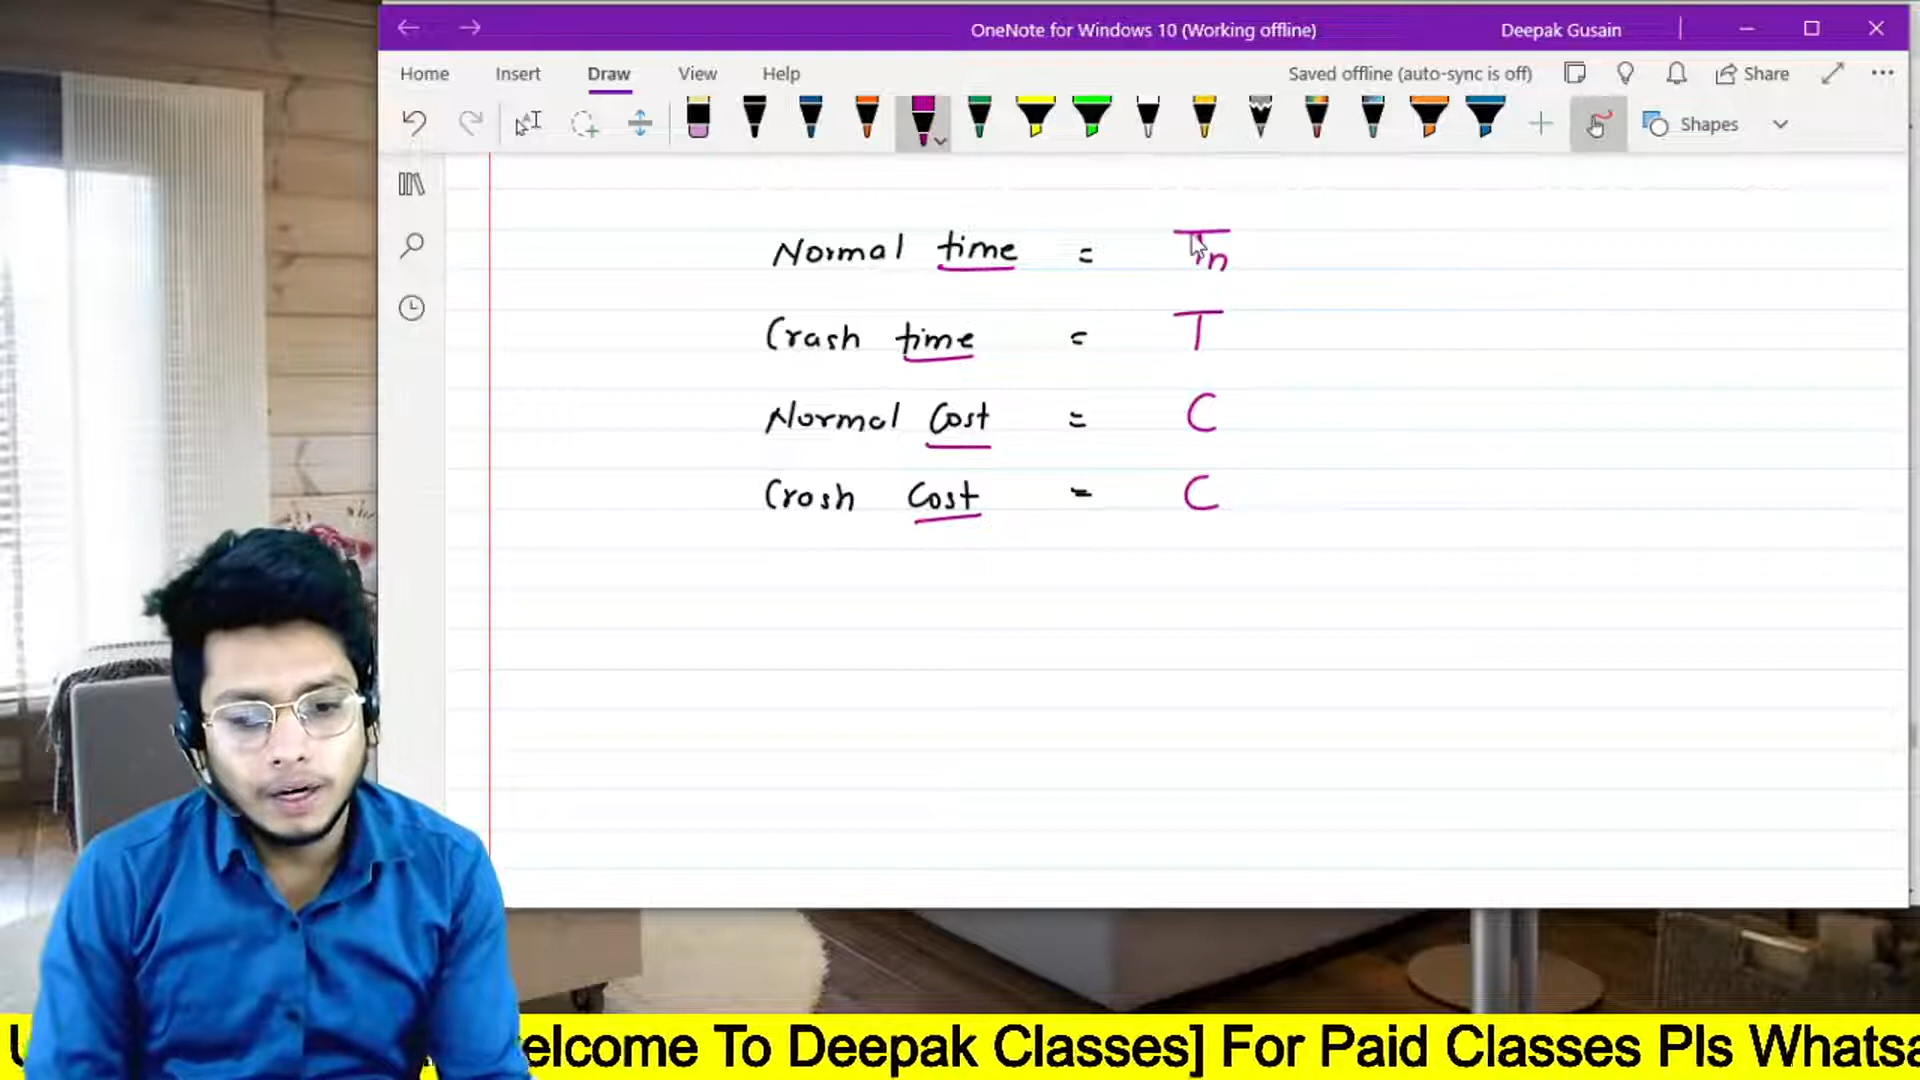 OneNote for Windows 10 (Working offline) Deepak Gusain
Home Insert Draw View Help Saved offline (auto-sync is off) Share
Shapes
Normal time = Tn
Crash time = T
Normal Cost = C
Crash Cost = C
elcome To Deepak Classes] For Paid Classes Pls Whatsa